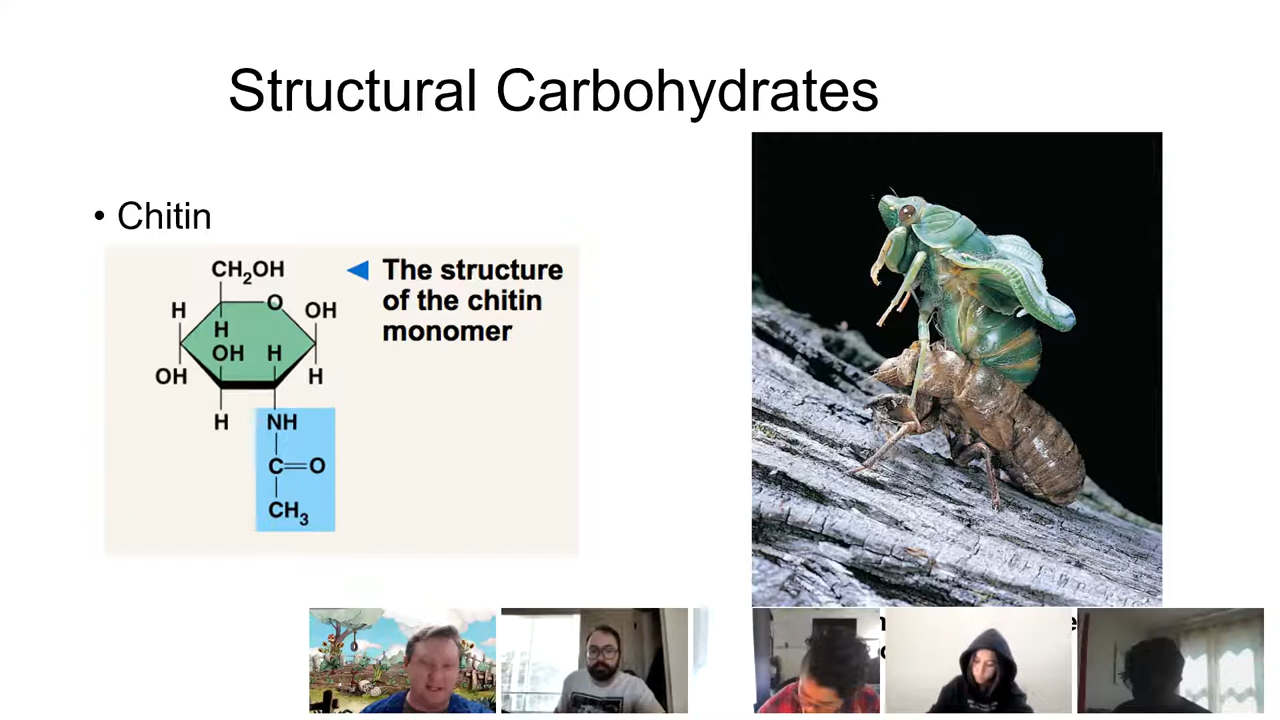 Structural Carbohydrates
• Chitin
CH2OH
The structure
of the chitin
monomer
O
H
OH
H
OH
H
OH
H
H
NH
C=O
CH3